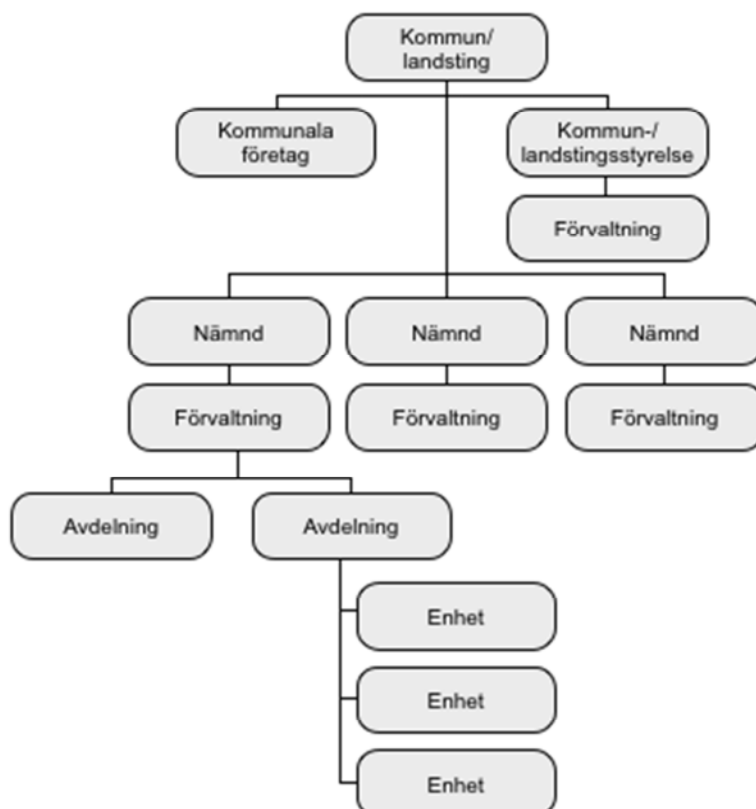 Kommun/
landsting
Kommunala
företag
Kommun-/
landstingsstyrelse
Förvaltning
Nämnd
Nämnd
Nämnd
Förvaltning
Förvaltning
Förvaltning
Avdelning
Avdelning
Enhet
Enhet
Enhet